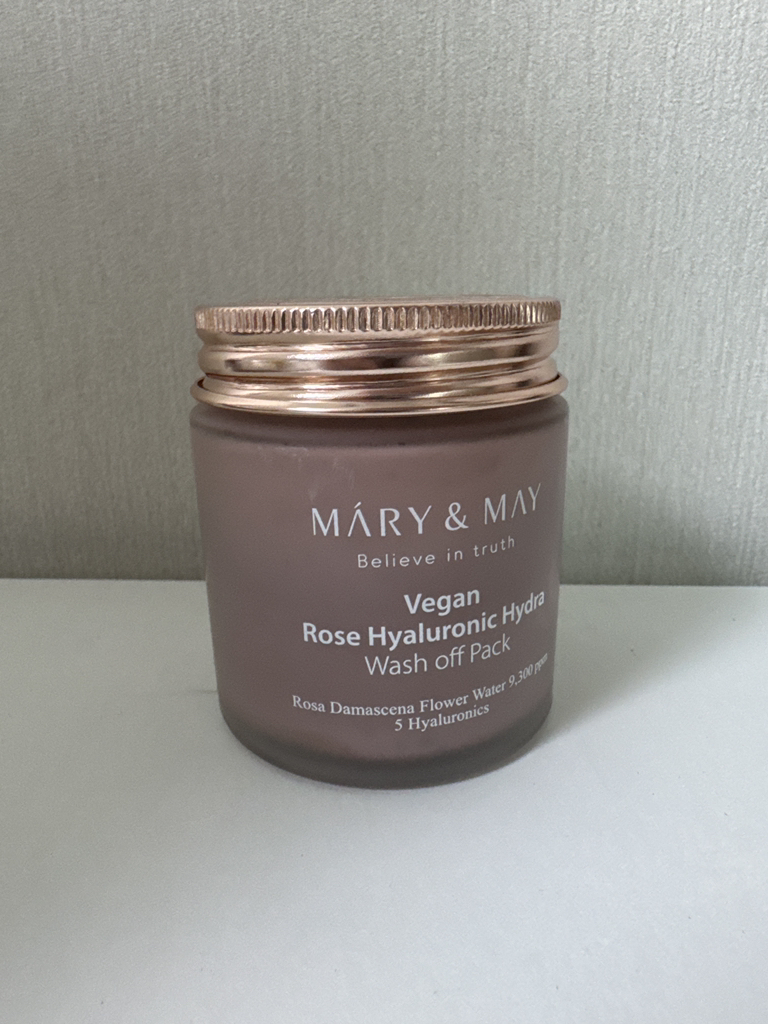 MÁRY & MAY
Believe in truth
Vegan
Rose Hyaluronic Hydra
Wash off Pack
Rosa Damascena Flower Water 9,300 ppm
5 Hyaluronics